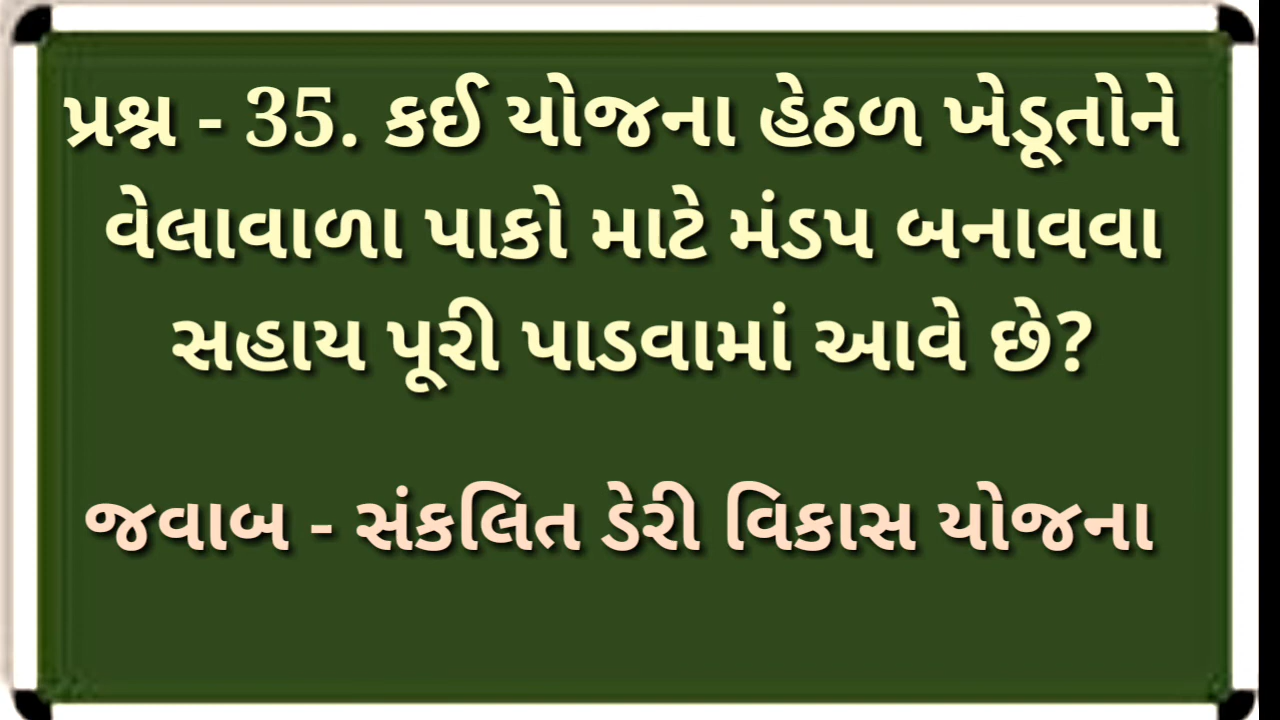 પ્રશ્ન - 35. કઈ યોજના હેઠળ ખેડૂતોને
વેલાવાળા પાકો માટે મંડપ બનાવવા
સહાય પૂરી પાડવામાં આવે છે?
જવાબ - સંકલિત ડેરી વિકાસ યોજના